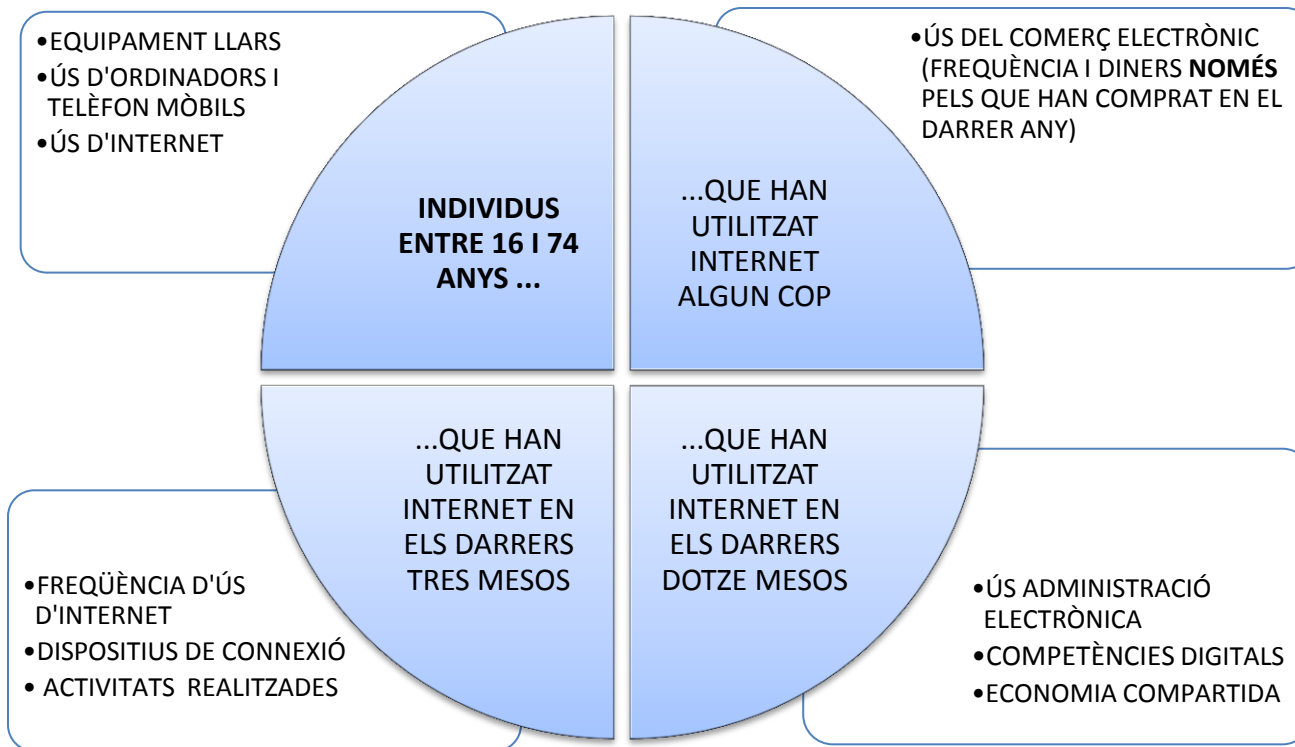 •EQUIPAMENT LLARS
•ÚS D'ORDINADORS I
TELÈFON MÒBILS
•ÚS D'INTERNET
•ÚS DEL COMERÇ ELECTRÒNIC
(FREQUÈNCIA I DINERS NOMÉS
PELS QUE HAN COMPRAT EN EL
DARRER ANY)
INDIVIDUS
ENTRE 16 I 74
ANYS ...
...QUE HAN
UTILITZAT
INTERNET
ALGUN COP
...QUE HAN
UTILITZAT
INTERNET EN
ELS DARRERS
TRES MESOS
...QUE HAN
UTILITZAT
INTERNET EN
ELS DARRERS
DOTZE MESOS
•FREQÜÈNCIA D'ÚS
D'INTERNET
•DISPOSITIUS DE CONNEXIÓ
• ACTIVITATS REALITZADES
•ÚS ADMINISTRACIÓ
ELECTRÒNICA
•COMPETÈNCIES DIGITALS
•ECONOMIA COMPARTIDA